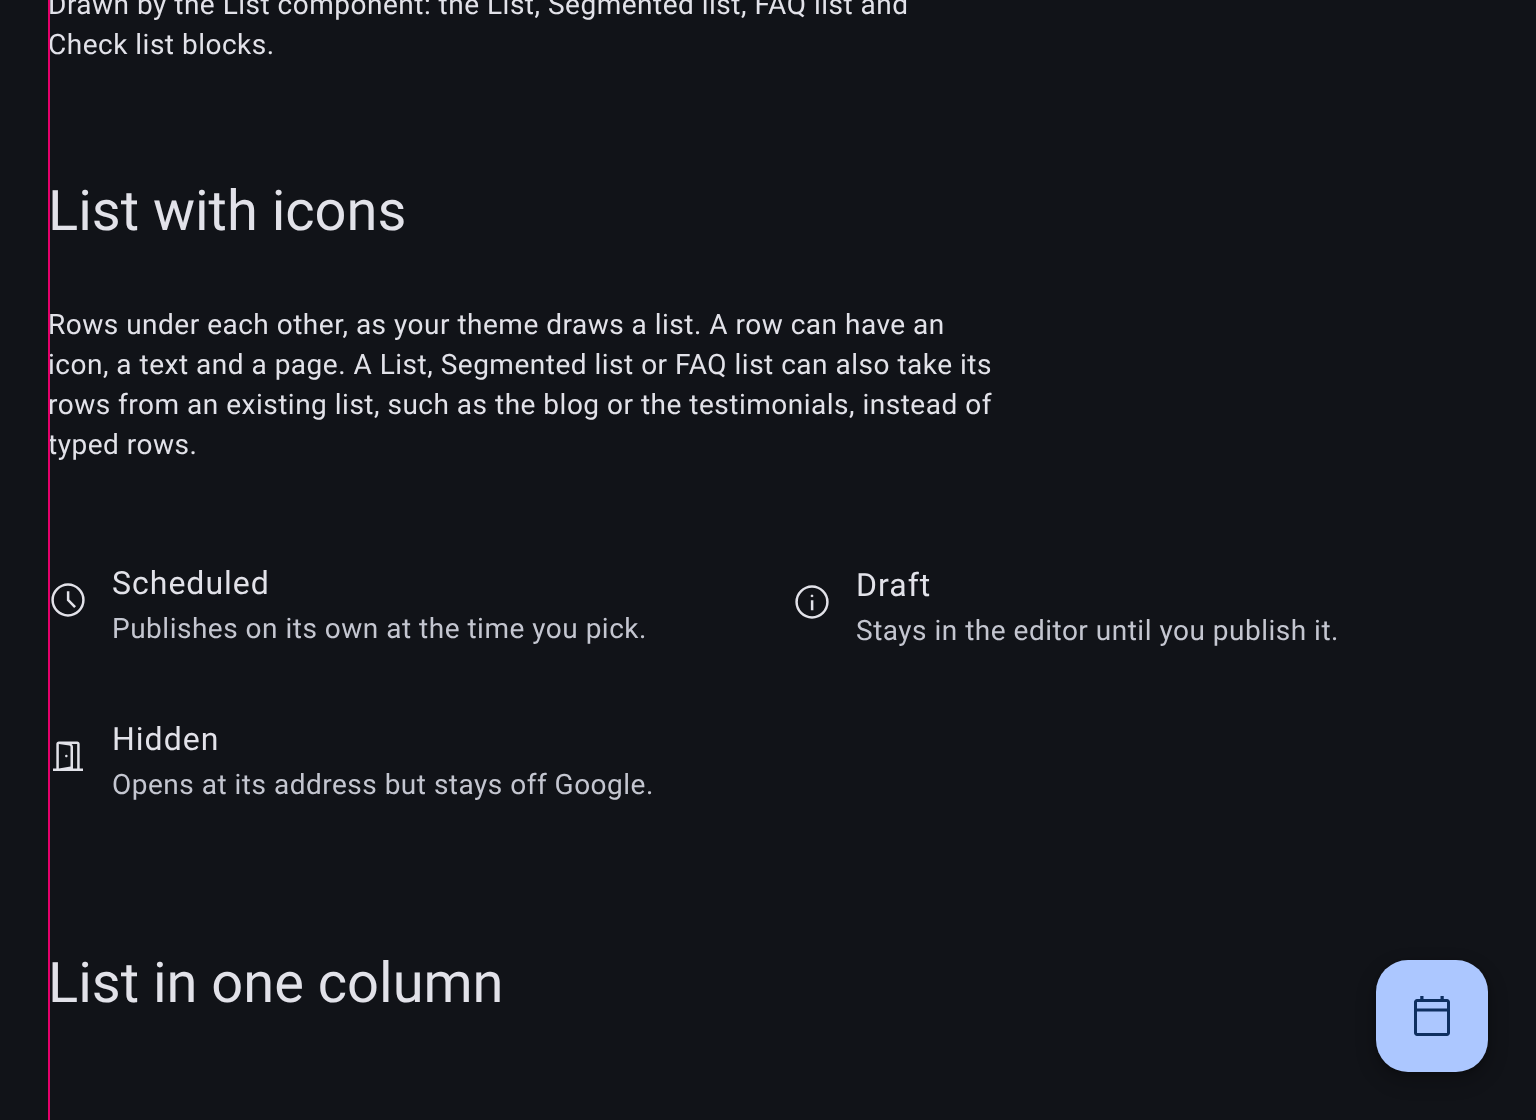 Drawn by the List component: the List, Segmented list, FAQ list and
Check list blocks.
List with icons
Rows under each other, as your theme draws a list. A row can have an
icon, a text and a page. A List, Segmented list or FAQ list can also take its
rows from an existing list, such as the blog or the testimonials, instead of
typed rows.
Scheduled
Publishes on its own at the time you pick.
Draft
Stays in the editor until you publish it.
Hidden
Opens at its address but stays off Google.
List in one column